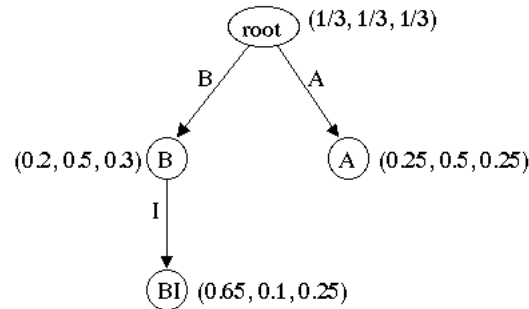 root (1/3, 1/3, 1/3)
B A
(0.2, 0.5, 0.3) B A (0.25, 0.5, 0.25)
I
BI (0.65, 0.1, 0.25)